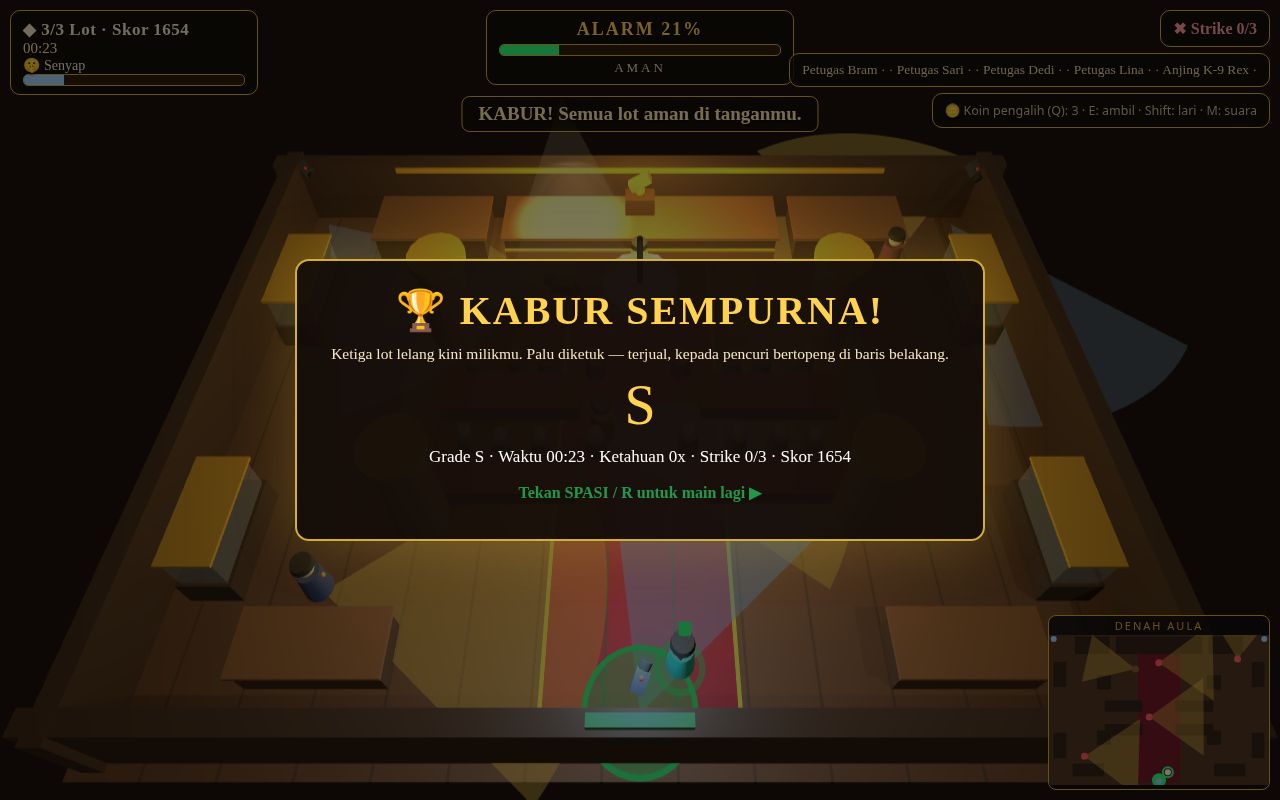 ◆ 3/3 Lot · Skor 1654
00:23
🤫 Senyap
ALARM 21%
AMAN
✖ Strike 0/3
Petugas Bram · · Petugas Sari · · Petugas Dedi · · Petugas Lina · · Anjing K-9 Rex ·
🪙 Koin pengalih (Q): 3 · E: ambil · Shift: lari · M: suara
KABUR! Semua lot aman di tanganmu.
🏆 KABUR SEMPURNA!
Ketiga lot lelang kini milikmu. Palu diketuk — terjual, kepada pencuri bertopeng di baris belakang.
S
Grade S · Waktu 00:23 · Ketahuan 0x · Strike 0/3 · Skor 1654
Tekan SPASI / R untuk main lagi ▶
DENAH AULA